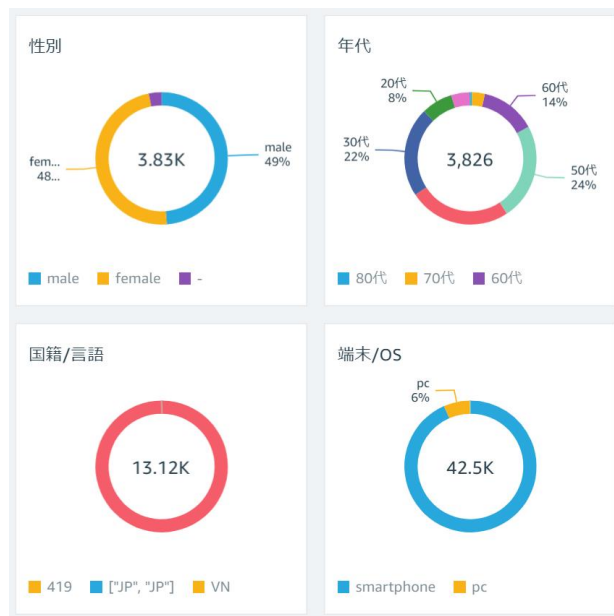 性別
年代
3.83K
male
49%
fem...
48...
male
female
-
20代
8%
60代
14%
30代
22%
3,826
50代
24%
80代
70代
60代
国籍/言語
端末/OS
13.12K
419
["JP", "JP"]
VN
pc
6%
42.5K
smartphone
pc